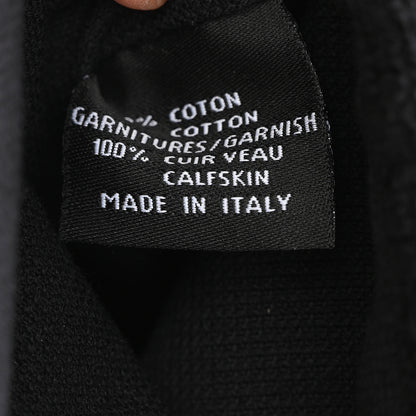 % COTON
COTTON
GARNITURES/GARNISH
100% CUIR VEAU
CALFSKIN
MADE IN ITALY